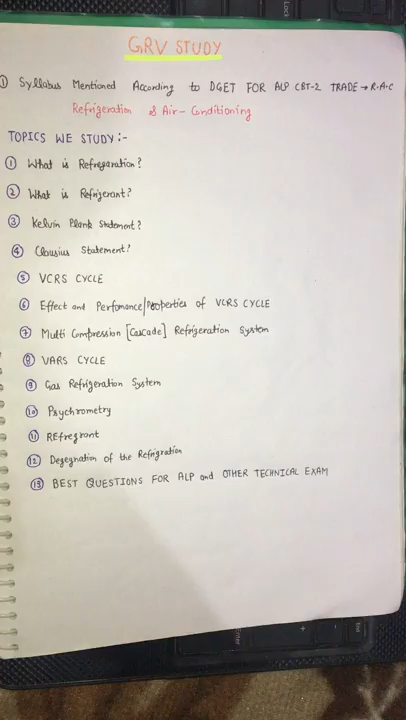 GRV STUDY
① Syllabus Mentioned According to DGET FOR ALP CBT-2 TRADE → R.A.C
Refrigeration & Air-Conditioning
TOPICS WE STUDY:-
① What is Refregaration?
② What is Refrigerant?
③ Kelvin Plank Statement?
④ Clausius Statement?
⑤ VCRS CYCLE
⑥ Effect and Perfomance/Properties of VCRS CYCLE
⑦ Multi Compression [Cascade] Refrigeration System
⑧ VARS CYCLE
⑨ Gas Refrigeration System
⑩ Psychrometry
⑪ REfregrant
⑫ Degegnation of the Refrigration
⑬ BEST QUESTIONS FOR ALP and OTHER TECHNICAL EXAM